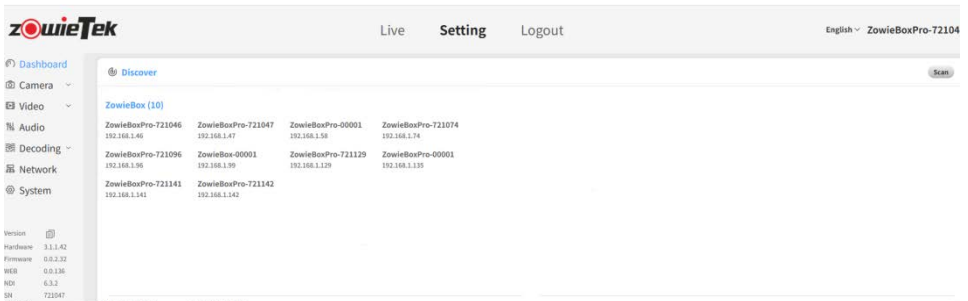 zowieTek
Live Setting Logout
English ZowieBoxPro-72104
Dashboard
Camera
Video
Audio
Decoding
Network
System
Version
Hardware 3.1.1.42
Firmware 0.0.2.32
WEB 0.0.136
NDI 6.3.2
SN 721047
Discover
Scan
ZowieBox (10)
ZowieBoxPro-721046 ZowieBoxPro-721047 ZowieBoxPro-00001 ZowieBoxPro-721074
192.168.1.46 192.168.1.47 192.168.1.58 192.168.1.74
ZowieBoxPro-721096 ZowieBox-00001 ZowieBoxPro-721129 ZowieBoxPro-00001
192.168.1.96 192.168.1.99 192.168.1.129 192.168.1.135
ZowieBoxPro-721141 ZowieBoxPro-721142
192.168.1.141 192.168.1.142